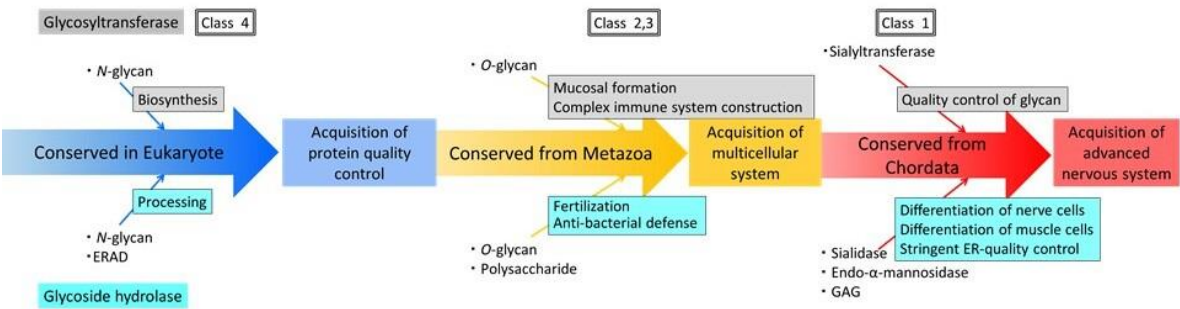 Glycosyltransferase
Class 4
・N-glycan
Biosynthesis
Conserved in Eukaryote
Processing
・N-glycan
・ERAD
Glycoside hydrolase
Acquisition of
protein quality
control
Class 2,3
・O-glycan
Mucosal formation
Complex immune system construction
Conserved from Metazoa
Fertilization
Anti-bacterial defense
・O-glycan
・Polysaccharide
Acquisition of
multicellular
system
Class 1
・Sialyltransferase
Quality control of glycan
Conserved from
Chordata
Differentiation of nerve cells
Differentiation of muscle cells
Stringent ER-quality control
・Sialidase
・Endo-α-mannosidase
・GAG
Acquisition of
advanced
nervous system